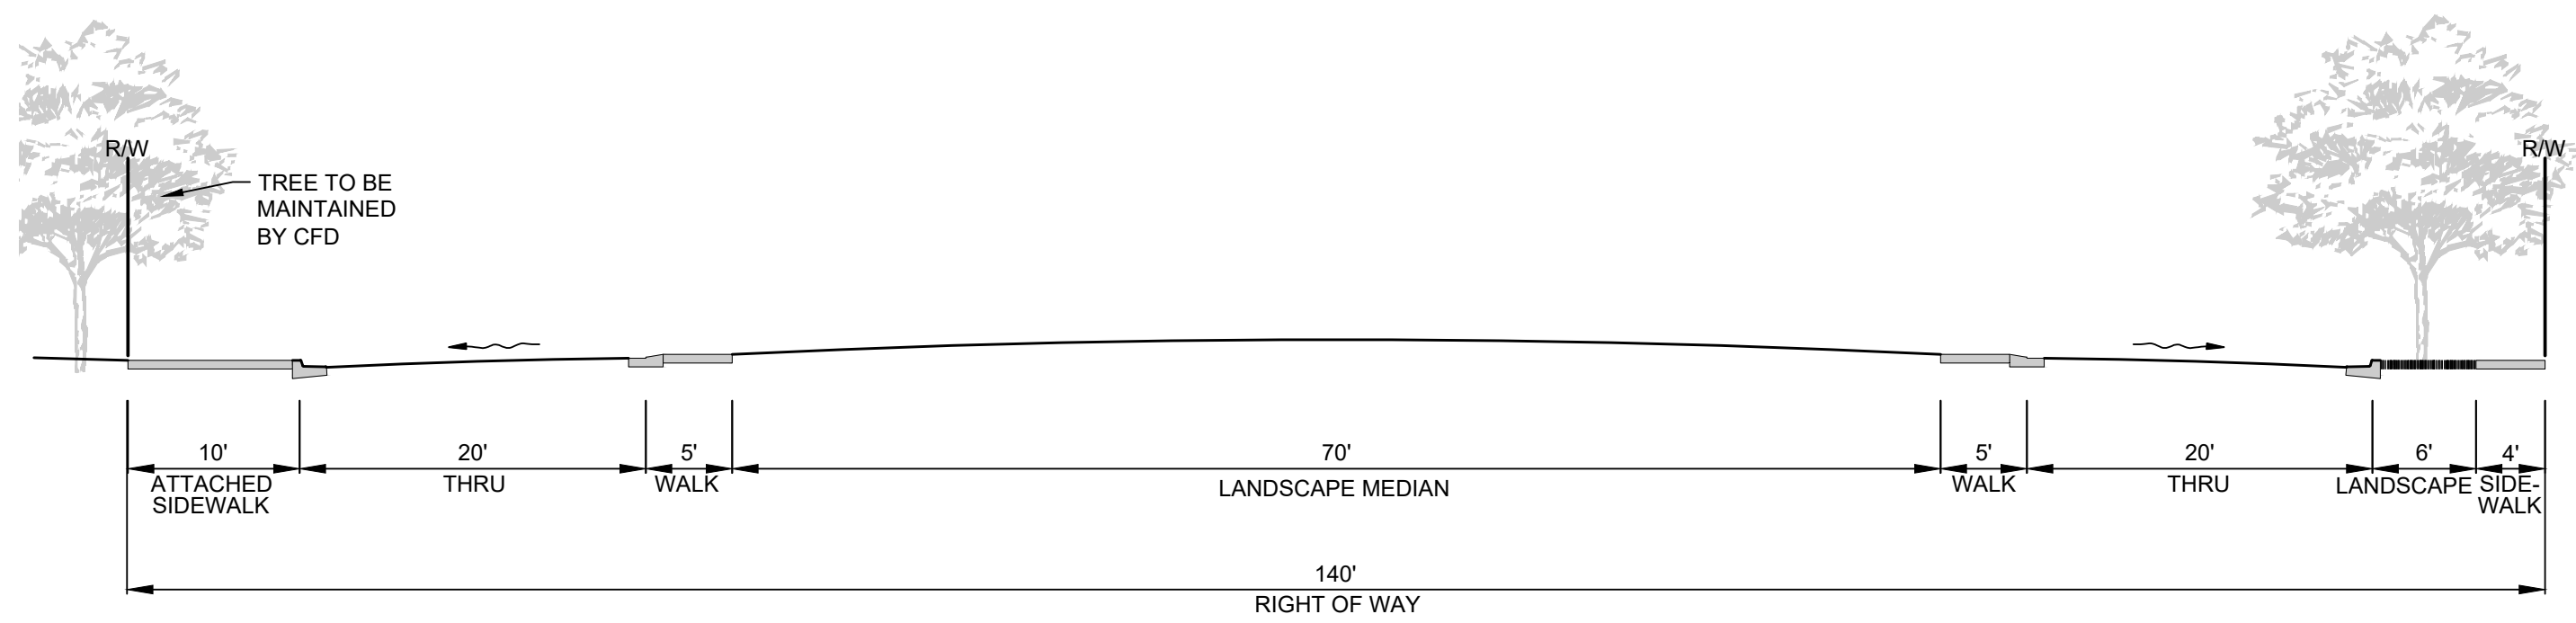 R/W
R/W
TREE TO BE
MAINTAINED
BY CFD
10'
ATTACHED
SIDEWALK
20'
THRU
5'
WALK
70'
LANDSCAPE MEDIAN
5'
WALK
20'
THRU
6'
LANDSCAPE
4'
SIDE-
WALK
140'
RIGHT OF WAY